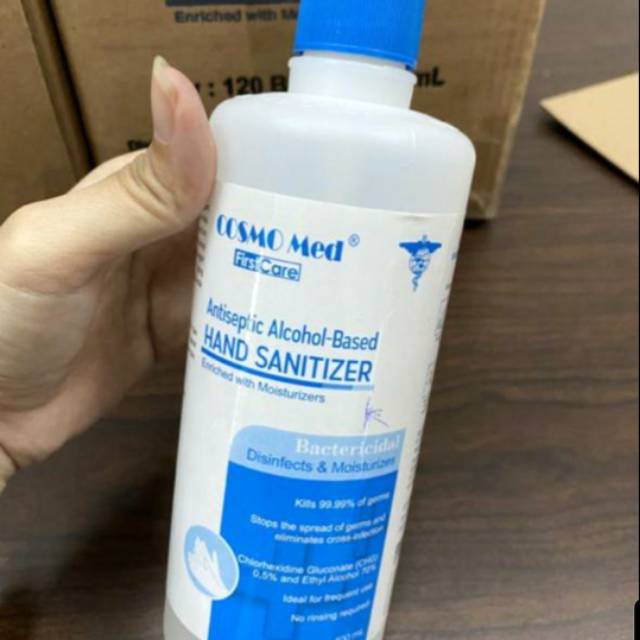 Enriched with
: 120 B
mL
COSMO Med®
First Care
Antiseptic Alcohol-Based
HAND SANITIZER
Enriched with Moisturizers
Bactericidal
Disinfects & Moisturizes
Kills 99.99% of germs
Stops the spread of germs and
eliminates cross-infection
Chlorhexidine Gluconate (CHG)
0,5% and Ethyl Alcohol 70%
Ideal for frequent use
No rinsing required